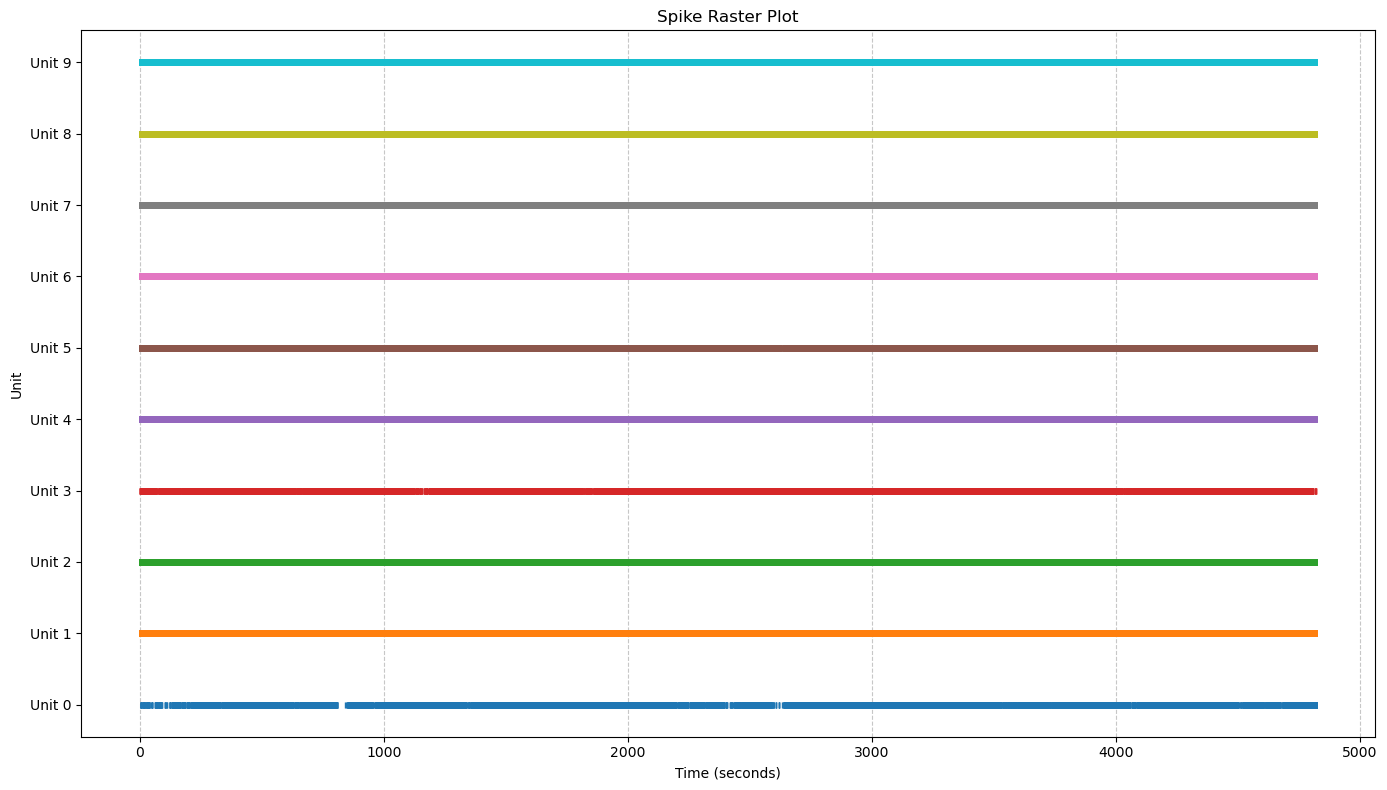 Spike Raster Plot
Unit 9
Unit 8
Unit 7
Unit 6
Unit 5
Unit 4
Unit 3
Unit 2
Unit 1
Unit 0
Unit
0 1000 2000 3000 4000 5000
Time (seconds)